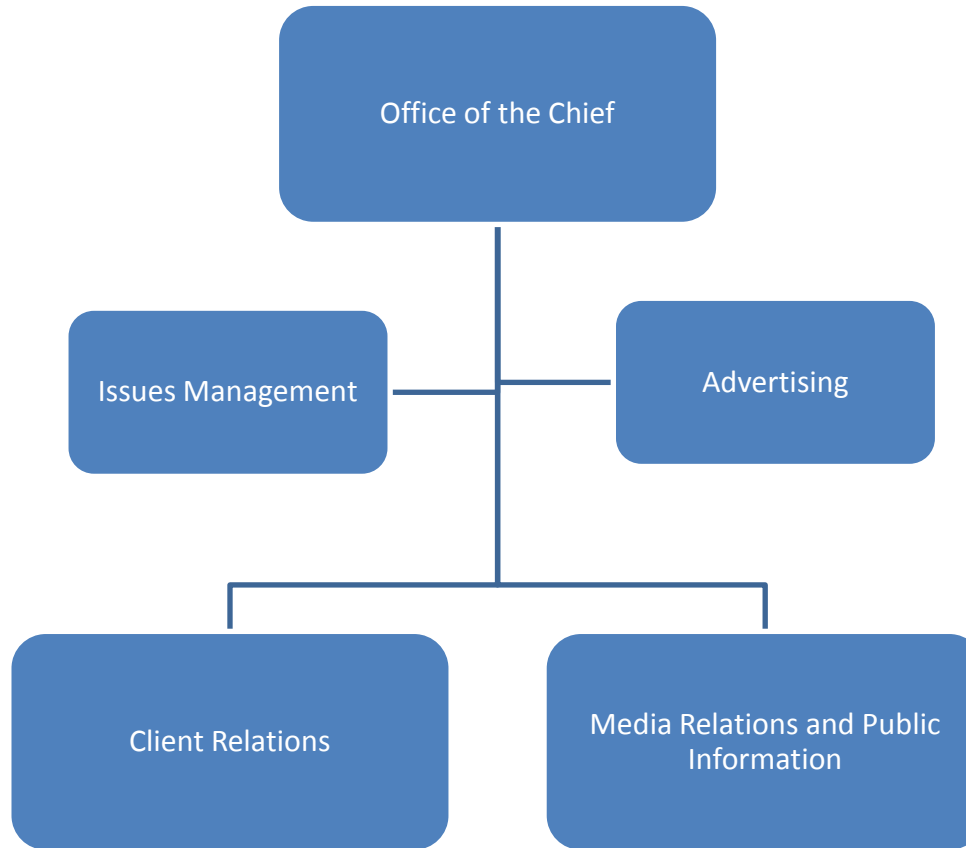 Office of the Chief
Issues Management
Advertising
Client Relations
Media Relations and Public
Information